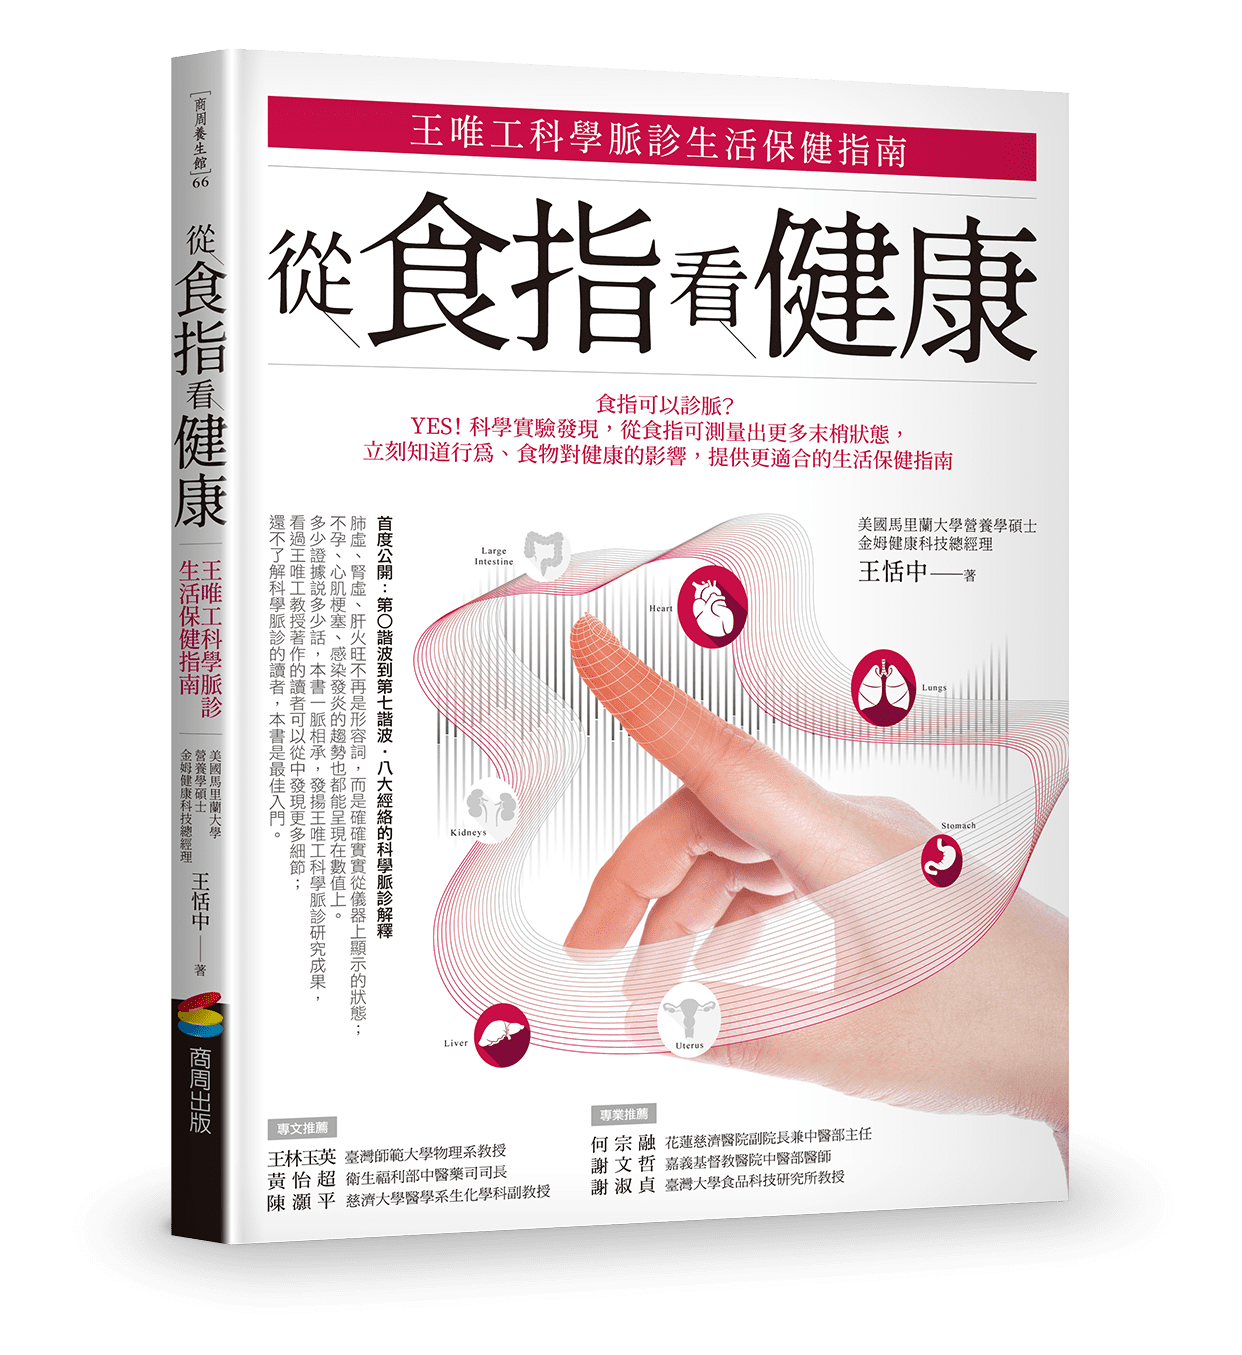 王唯工科學脈診生活保健指南
從食指看健康
食指可以診脈?
YES! 科學實驗發現，從食指可測量出更多末梢狀態，
立刻知道行為、食物對健康的影響，提供更適合的生活保健指南
美國馬里蘭大學營養學碩士
金姆健康科技總經理
王恬中——著
首度公開：第〇諧波到第七諧波．八大經絡的科學脈診解釋
肺虛、腎虛、肝火旺不再是形容詞，而是確確實實從儀器上顯示的狀態；
不孕、心肌梗塞、感染發炎的趨勢也都能呈現在數值上。
多少證據說多少話，本書一脈相承，發揚王唯工科學脈診研究成果，
看過王唯工教授著作的讀者可以從中發現更多細節；
還不了解科學脈診的讀者，本書是最佳入門。
Large
Intestine
Heart
Lungs
Kidneys
Stomach
Liver
Uterus
專文推薦
王林玉英 臺灣師範大學物理系教授
黃怡超 衛生福利部中醫藥司司長
陳灝平 慈濟大學醫學系生化學科副教授
專業推薦
何宗融 花蓮慈濟醫院副院長兼中醫部主任
謝文哲 嘉義基督教醫院中醫部醫師
謝淑貞 臺灣大學食品科技研究所教授
[商周養生館] 66
從食指看健康
王唯工科學脈診
生活保健指南
美國馬里蘭大學
營養學碩士
金姆健康科技總經理
王恬中——著
商周出版